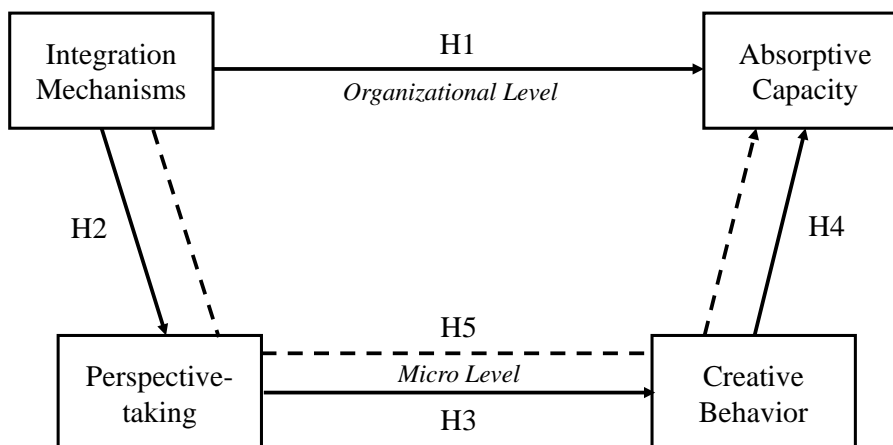 Integration
Mechanisms
H1
Organizational Level
Absorptive
Capacity
H2
H4
H5
Perspective-
taking
Micro Level
H3
Creative
Behavior